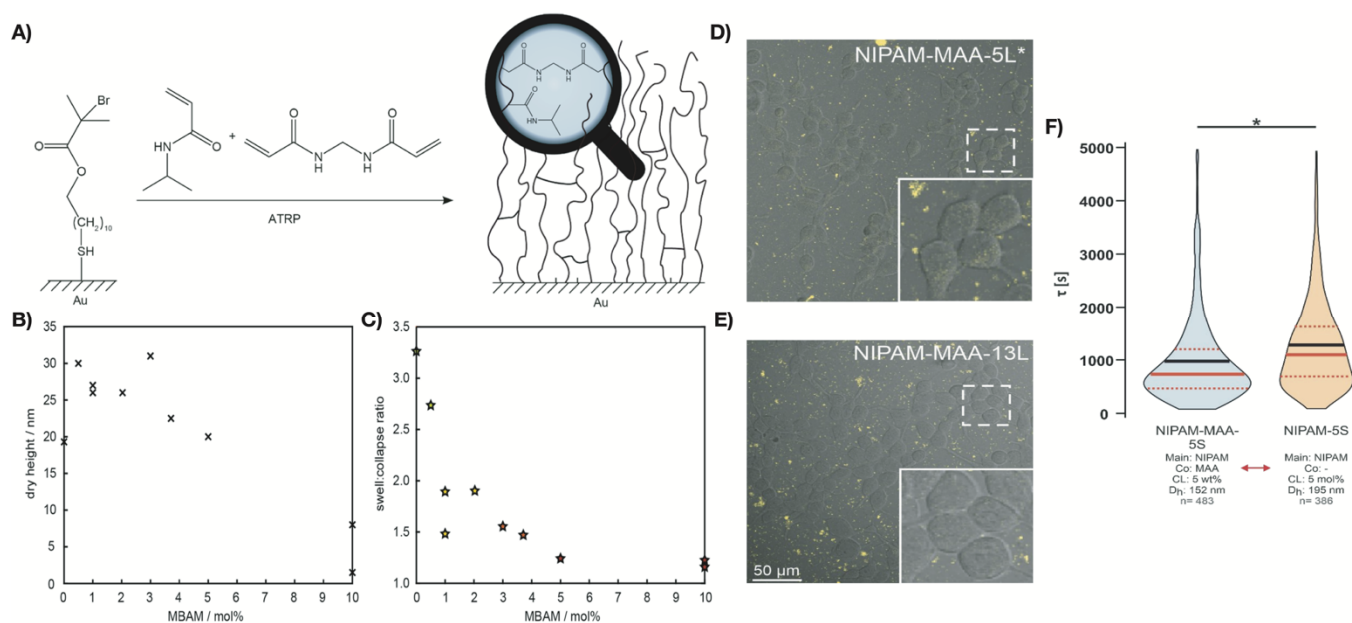 A)
Br
O
O
(CH2)10
SH
Au
N
H
O
+
O
N
H
N
H
O
ATRP
O
N
H
N
H
O
O
HN
Au
B)
dry height / nm
35
30
25
20
15
10
5
0
0 1 2 3 4 5 6 7 8 9 10
MBAM / mol%
C)
swell:collapse ratio
3.5
3.0
2.5
2.0
1.5
1.0
0 1 2 3 4 5 6 7 8 9 10
MBAM / mol%
D)
NIPAM-MAA-5L*
E)
NIPAM-MAA-13L
50 µm
F)
*
τ [s]
5000
4000
3000
2000
1000
0
NIPAM-MAA-
5S
Main: NIPAM
Co: MAA
CL: 5 wt%
Dh: 152 nm
n= 483
NIPAM-5S
Main: NIPAM
Co: -
CL: 5 mol%
Dh: 195 nm
n= 386